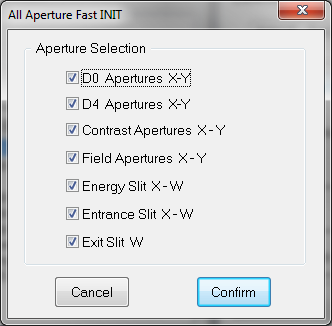 All Aperture Fast INIT
Aperture Selection
D0 Apertures X-Y
D4 Apertures X-Y
Contrast Apertures X - Y
Field Apertures X - Y
Energy Slit X - W
Entrance Slit X - W
Exit Slit W
Cancel Confirm